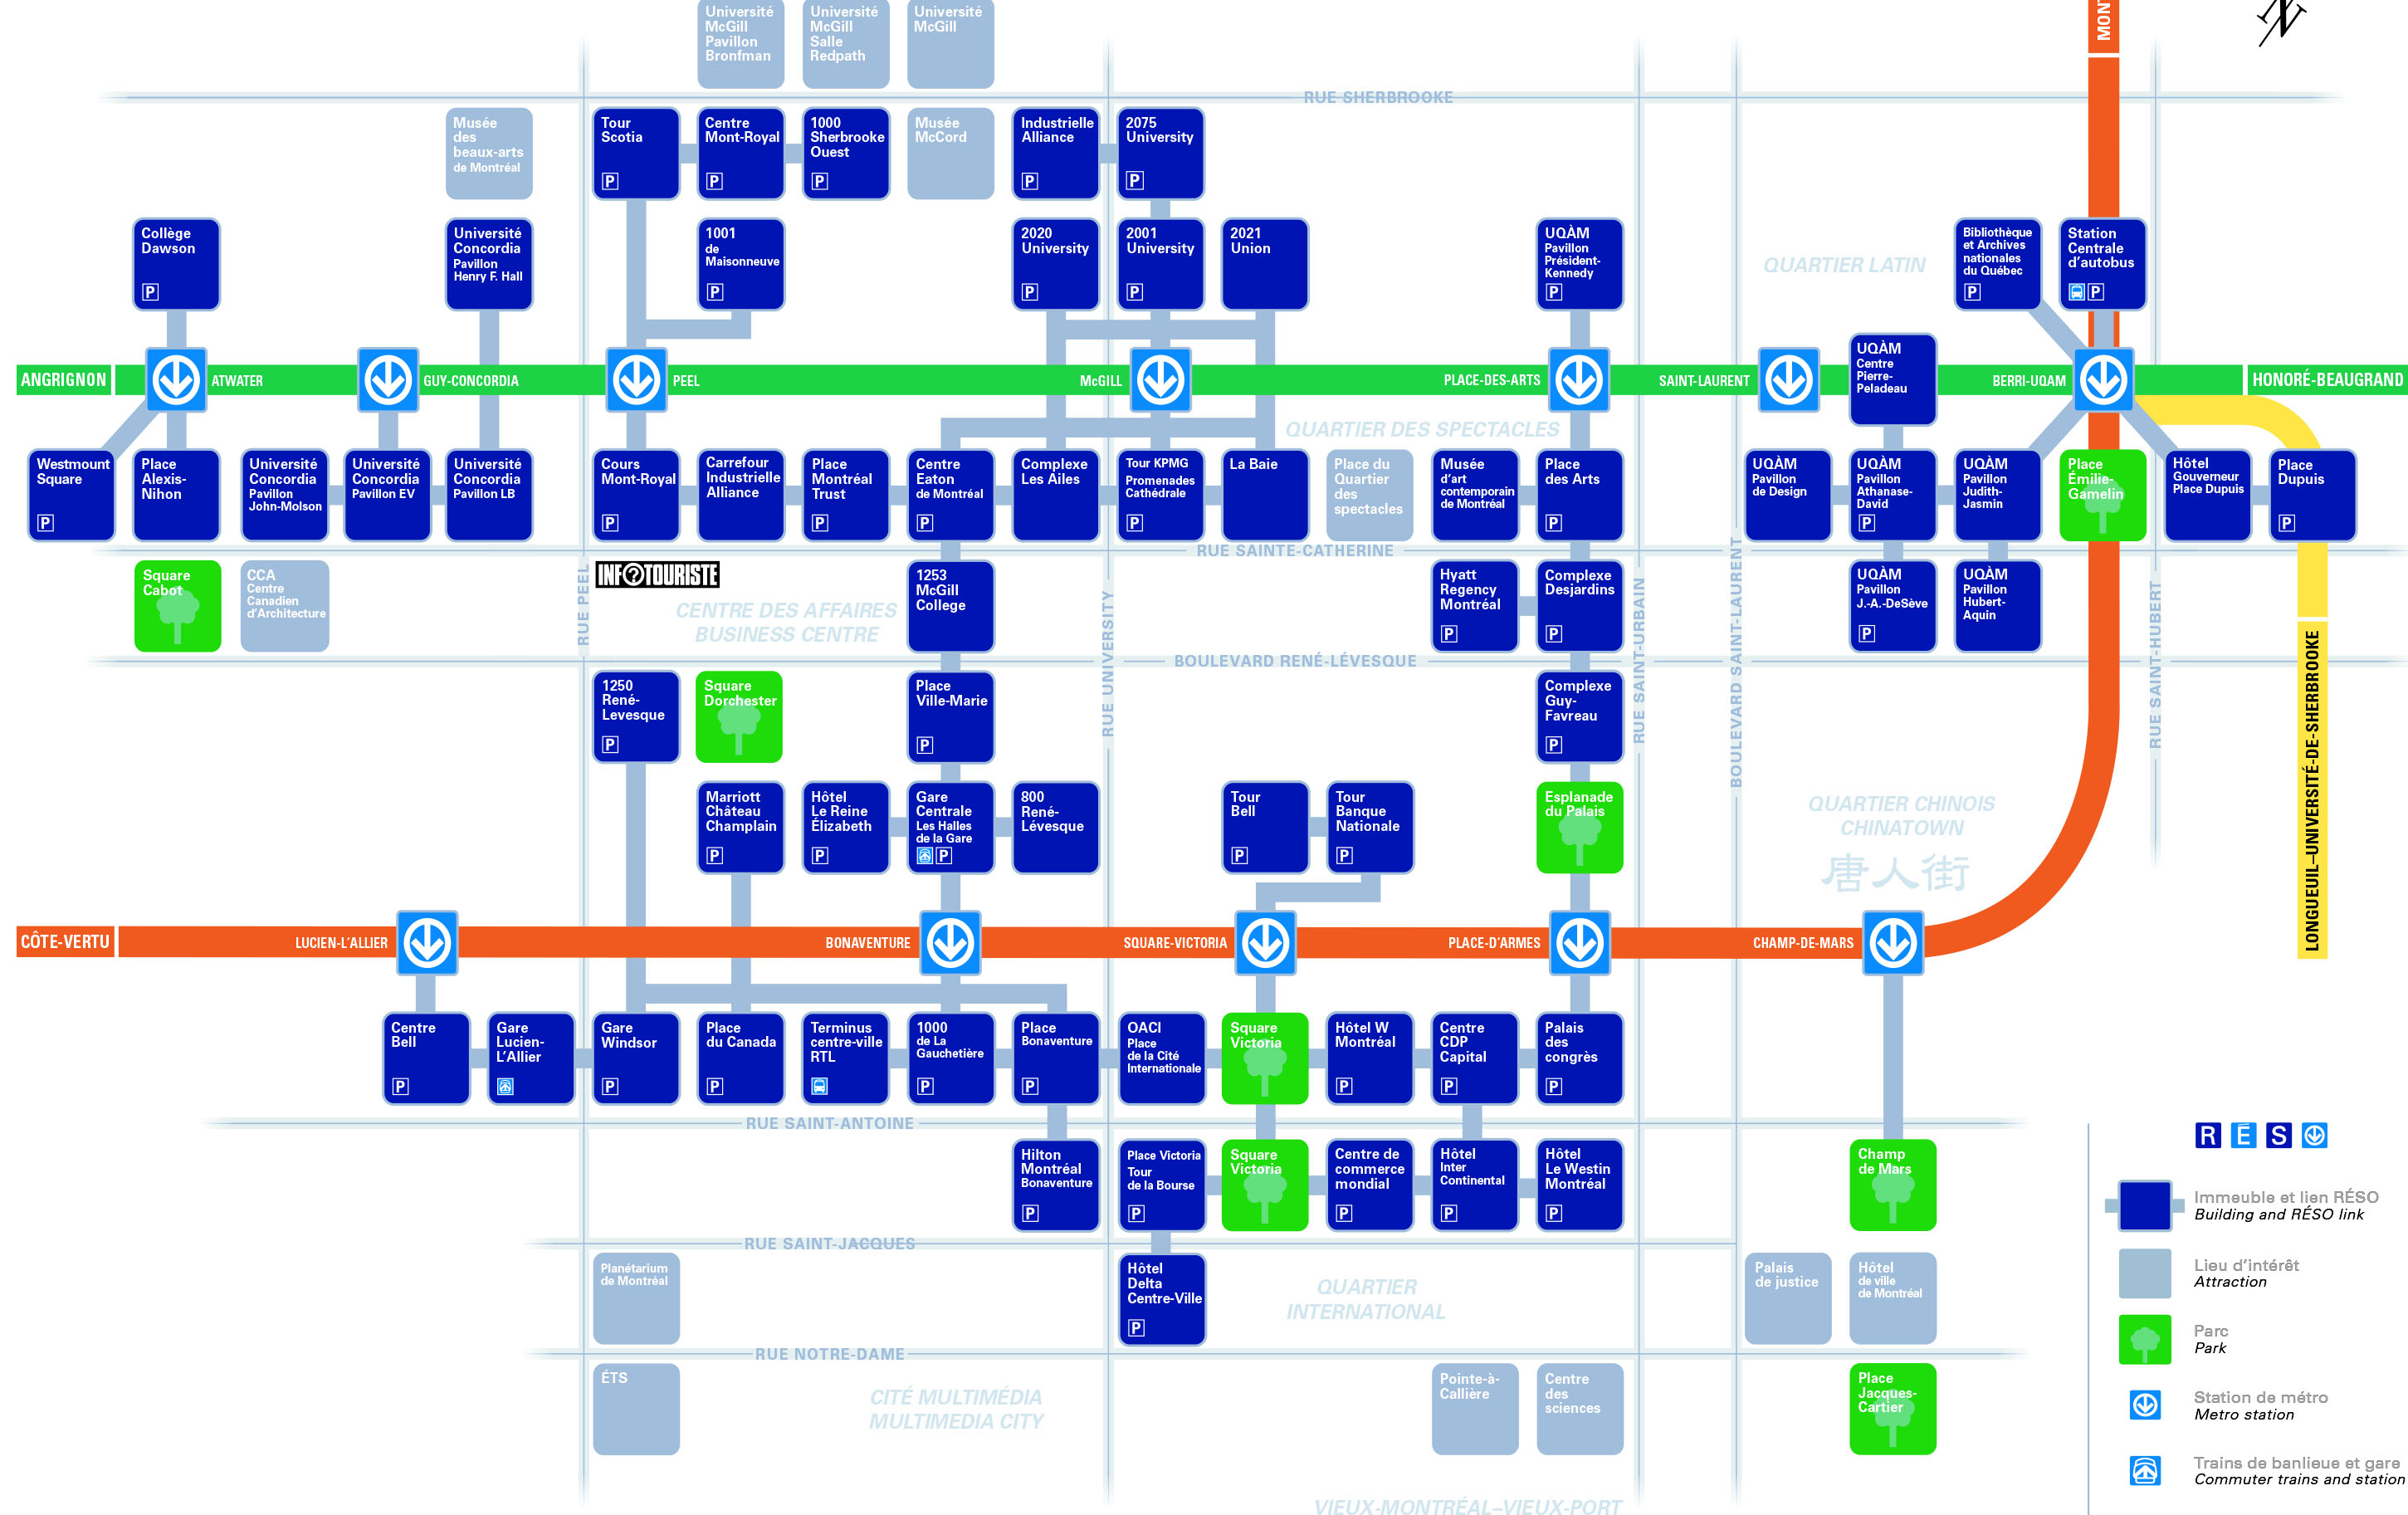 Université
McGill
Pavillon
Bronfman
Université
McGill
Salle
Redpath
Université
McGill
MONT
N
RUE SHERBROOKE
Musée
des
beaux-arts
de Montréal
Tour
Scotia
P
Centre
Mont-Royal
P
1000
Sherbrooke
Ouest
P
Musée
McCord
Industrielle
Alliance
P
2075
University
P
Collège
Dawson
P
Université
Concordia
Pavillon
Henry F. Hall
1001
de
Maisonneuve
P
2020
University
P
2001
University
P
2021
Union
UQÀM
Pavillon
Président-
Kennedy
P
QUARTIER LATIN
Bibliothèque
et Archives
nationales
du Québec
P
Station
Centrale
d'autobus
P
ANGRIGNON
ATWATER
GUY-CONCORDIA
PEEL
McGILL
PLACE-DES-ARTS
SAINT-LAURENT
UQÀM
Centre
Pierre-
Peladeau
BERRI-UQAM
HONORÉ-BEAUGRAND
QUARTIER DES SPECTACLES
Westmount
Square
P
Place
Alexis-
Nihon
Université
Concordia
Pavillon
John-Molson
Université
Concordia
Pavillon EV
Université
Concordia
Pavillon LB
Cours
Mont-Royal
P
Carrefour
Industrielle
Alliance
Place
Montréal
Trust
P
Centre
Eaton
de Montréal
P
Complexe
Les Ailes
Tour KPMG
Promenades
Cathédrale
P
La Baie
Place du
Quartier
des
spectacles
Musée
d'art
contemporain
de Montréal
Place
des Arts
P
UQÀM
Pavillon
de Design
UQÀM
Pavillon
Athanase-
David
P
UQÀM
Pavillon
Judith-
Jasmin
Place
Émilie-
Gamelin
Hôtel
Gouverneur
Place Dupuis
Place
Dupuis
P
RUE SAINTE-CATHERINE
Square
Cabot
CCA
Centre
Canadien
d'Architecture
RUE PEEL
INF?TOURISTE
CENTRE DES AFFAIRES
BUSINESS CENTRE
1253
McGill
College
RUE UNIVERSITY
Hyatt
Regency
Montréal
P
Complexe
Desjardins
P
RUE SAINT-URBAIN
BOULEVARD SAINT-LAURENT
UQÀM
Pavillon
J.-A.-DeSève
P
UQÀM
Pavillon
Hubert-
Aquin
RUE SAINT-HUBERT
LONGUEUIL–UNIVERSITÉ-DE-SHERBROOKE
BOULEVARD RENÉ-LÉVESQUE
1250
René-
Levesque
P
Square
Dorchester
Place
Ville-Marie
P
Complexe
Guy-
Favreau
P
Marriott
Château
Champlain
P
Hôtel
Le Reine
Élizabeth
P
Gare
Centrale
Les Halles
de la Gare
P
800
René-
Lévesque
Tour
Bell
P
Tour
Banque
Nationale
P
Esplanade
du Palais
QUARTIER CHINOIS
CHINATOWN
唐人街
CÔTE-VERTU
LUCIEN-L'ALLIER
BONAVENTURE
SQUARE-VICTORIA
PLACE-D'ARMES
CHAMP-DE-MARS
Centre
Bell
P
Gare
Lucien-
L'Allier
Gare
Windsor
P
Place
du Canada
P
Terminus
centre-ville
RTL
1000
de La
Gauchetière
P
Place
Bonaventure
P
OACI
Place
de la Cité
Internationale
Square
Victoria
Hôtel W
Montréal
P
Centre
CDP
Capital
P
Palais
des
congrès
P
RUE SAINT-ANTOINE
Hilton
Montréal
Bonaventure
P
Place Victoria
Tour
de la Bourse
P
Square
Victoria
Centre de
commerce
mondial
P
Hôtel
Inter
Continental
P
Hôtel
Le Westin
Montréal
P
Champ
de Mars
RUE SAINT-JACQUES
Planétarium
de Montréal
Hôtel
Delta
Centre-Ville
P
QUARTIER
INTERNATIONAL
Palais
de justice
Hôtel
de ville
de Montréal
RUE NOTRE-DAME
ÉTS
CITÉ MULTIMÉDIA
MULTIMEDIA CITY
Pointe-à-
Callière
Centre
des
sciences
Place
Jacques-
Cartier
VIEUX-MONTRÉAL–VIEUX-PORT
R É S
Immeuble et lien RÉSO
Building and RÉSO link
Lieu d'intérêt
Attraction
Parc
Park
Station de métro
Metro station
Trains de banlieue et gare
Commuter trains and station